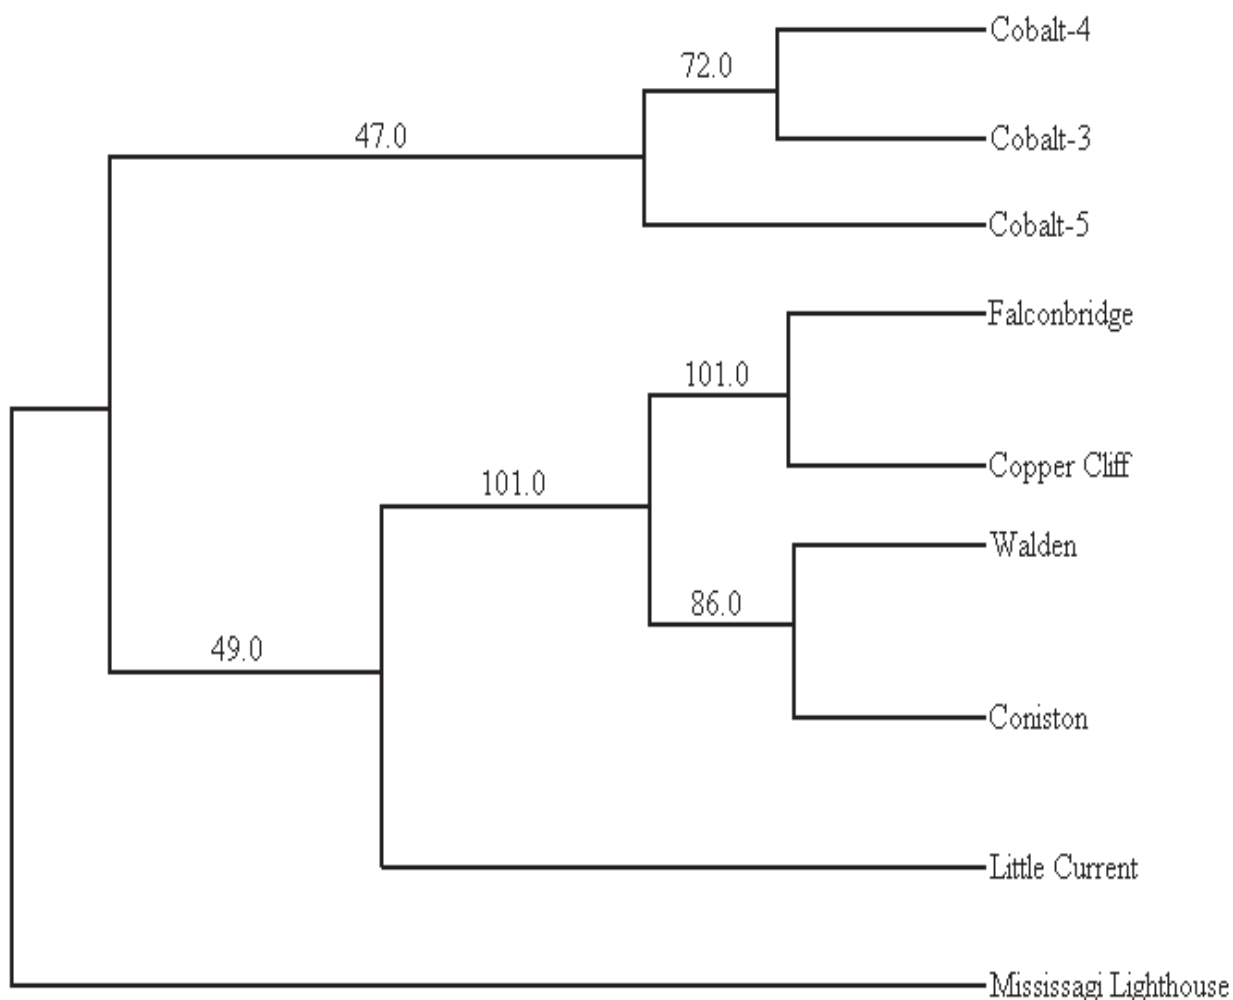 Cobalt-4
72.0
47.0
Cobalt-3
Cobalt-5
Falconbridge
101.0
Copper Cliff
101.0
Walden
86.0
49.0
Coniston
Little Current
Mississagi Lighthouse